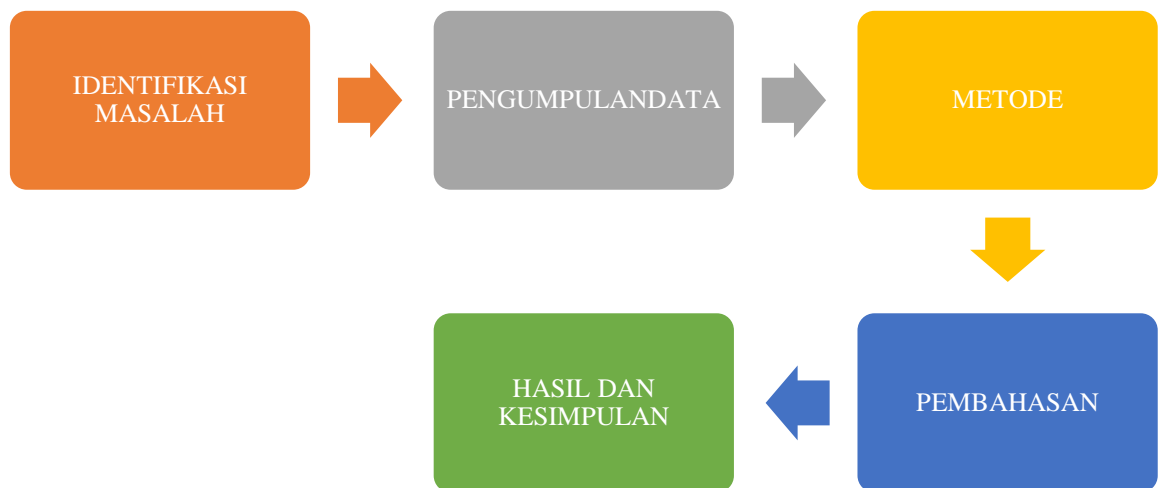 IDENTIFIKASI
MASALAH
PENGUMPULANDATA
METODE
PEMBAHASAN
HASIL DAN
KESIMPULAN